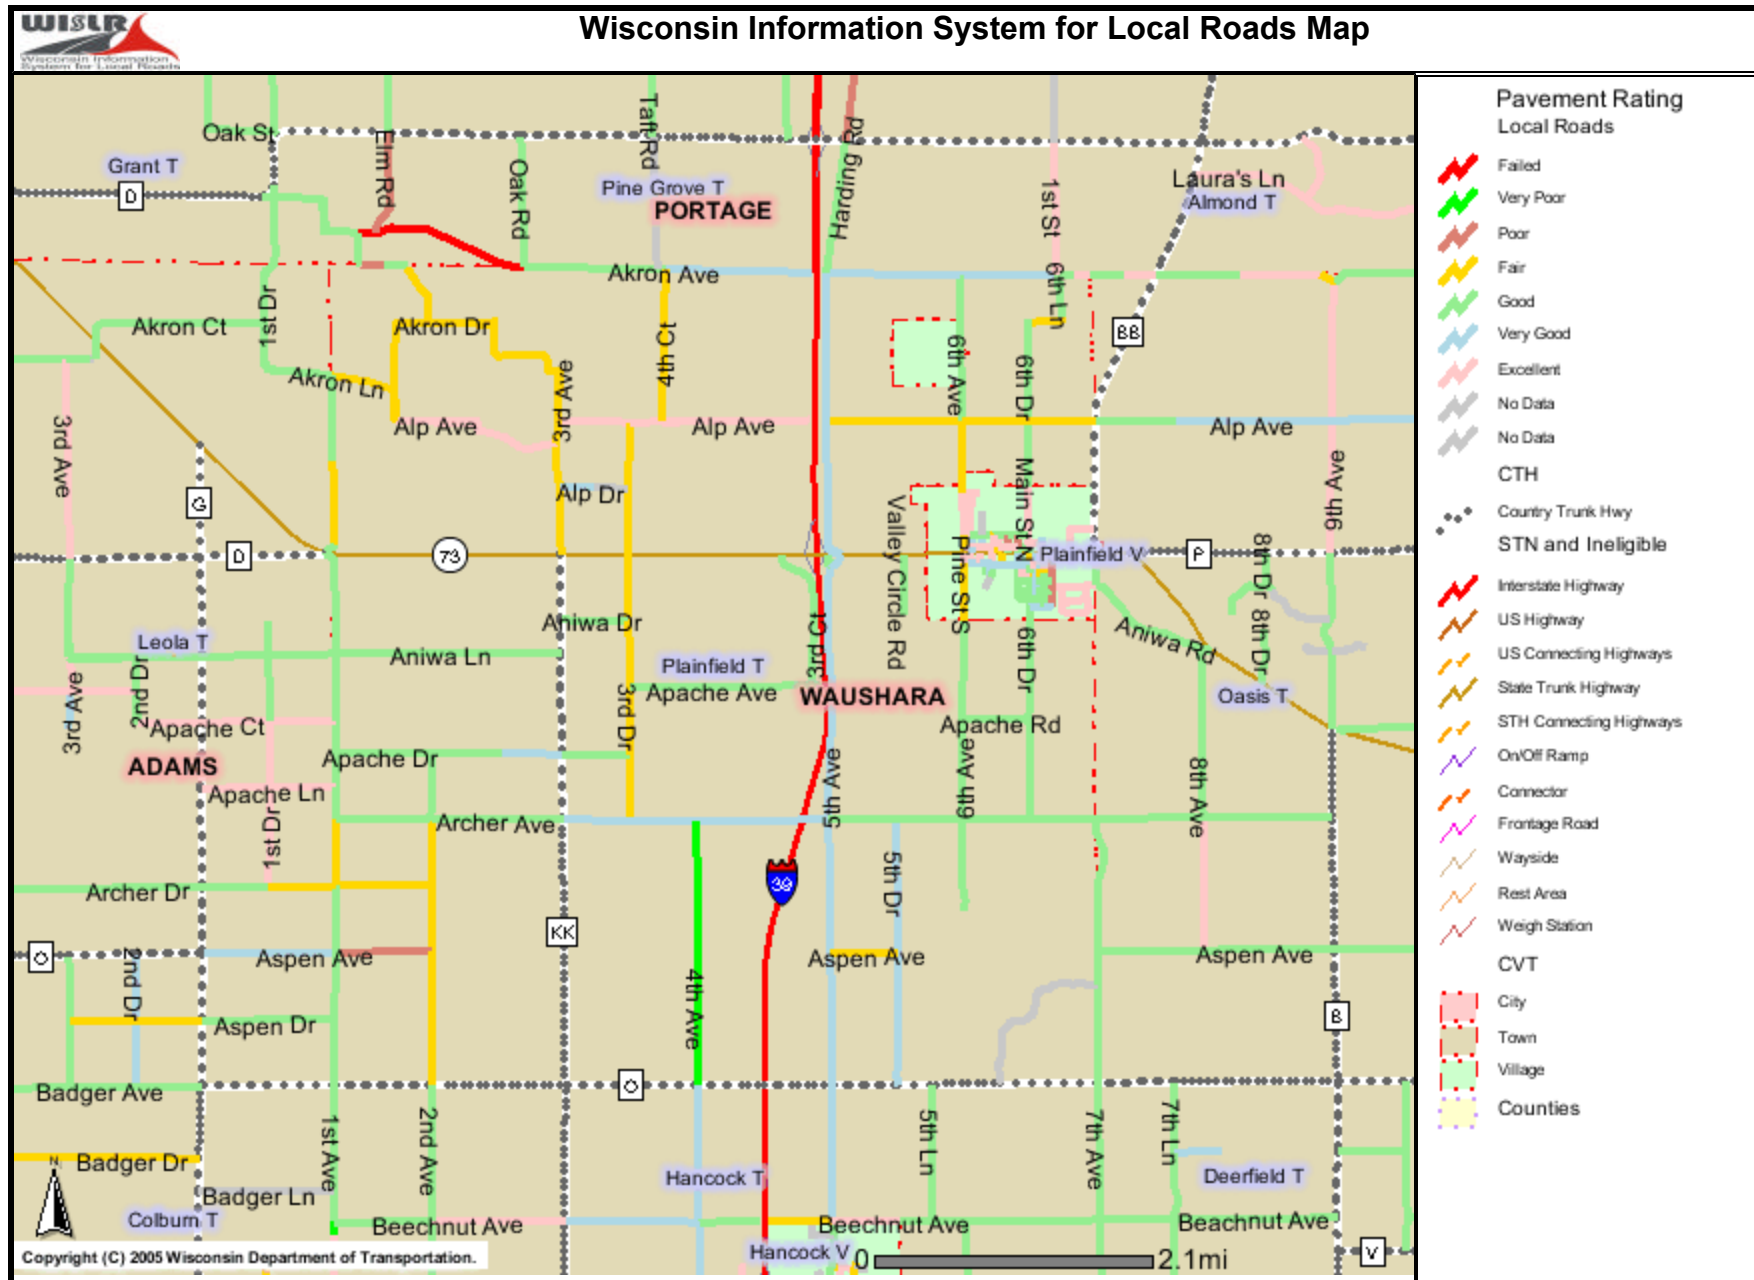 WISLR
Wisconsin Information
System for Local Roads
Wisconsin Information System for Local Roads Map
Oak St
Elm Rd
Taft Rd
Harding Rd
Grant T
D
Oak Rd
Pine Grove T
PORTAGE
1st St
Laura's Ln
Almond T
Akron Ave
6th Ln
1st Dr
Akron Ct
Akron Dr
4th Ct
BB
Akron Ln
3rd Ave
6th Ave
6th Dr
3rd Ave
Alp Ave
Alp Ave
Alp Ave
9th Ave
G
Alp Dr
Valley Circle Rd
Main St N
D
73
Pine St S
Plainfield V
P
8th Dr
Aniwa Dr
3rd Ct
Leola T
Aniwa Ln
Plainfield T
6th Dr
Aniwa Rd
8th Dr
3rd Ave
2nd Dr
3rd Dr
Apache Ave
WAUSHARA
Oasis T
Apache Ct
Apache Rd
ADAMS
Apache Dr
5th Ave
6th Ave
8th Ave
Apache Ln
1st Dr
Archer Ave
39
5th Dr
Archer Dr
KK
O
2nd Dr
Aspen Ave
Aspen Ave
Aspen Ave
4th Ave
Aspen Dr
B
Badger Ave
O
1st Ave
2nd Ave
5th Ln
7th Ave
7th Ln
Badger Dr
Hancock T
Deerfield T
Badger Ln
Colburn T
Beechnut Ave
Beechnut Ave
Beachnut Ave
N
Copyright (C) 2005 Wisconsin Department of Transportation.
Hancock V
0
2.1mi
V
Pavement Rating
Local Roads
Failed
Very Poor
Poor
Fair
Good
Very Good
Excellent
No Data
No Data
CTH
Country Trunk Hwy
STN and Ineligible
Interstate Highway
US Highway
US Connecting Highways
State Trunk Highway
STH Connecting Highways
On/Off Ramp
Connector
Frontage Road
Wayside
Rest Area
Weigh Station
CVT
City
Town
Village
Counties